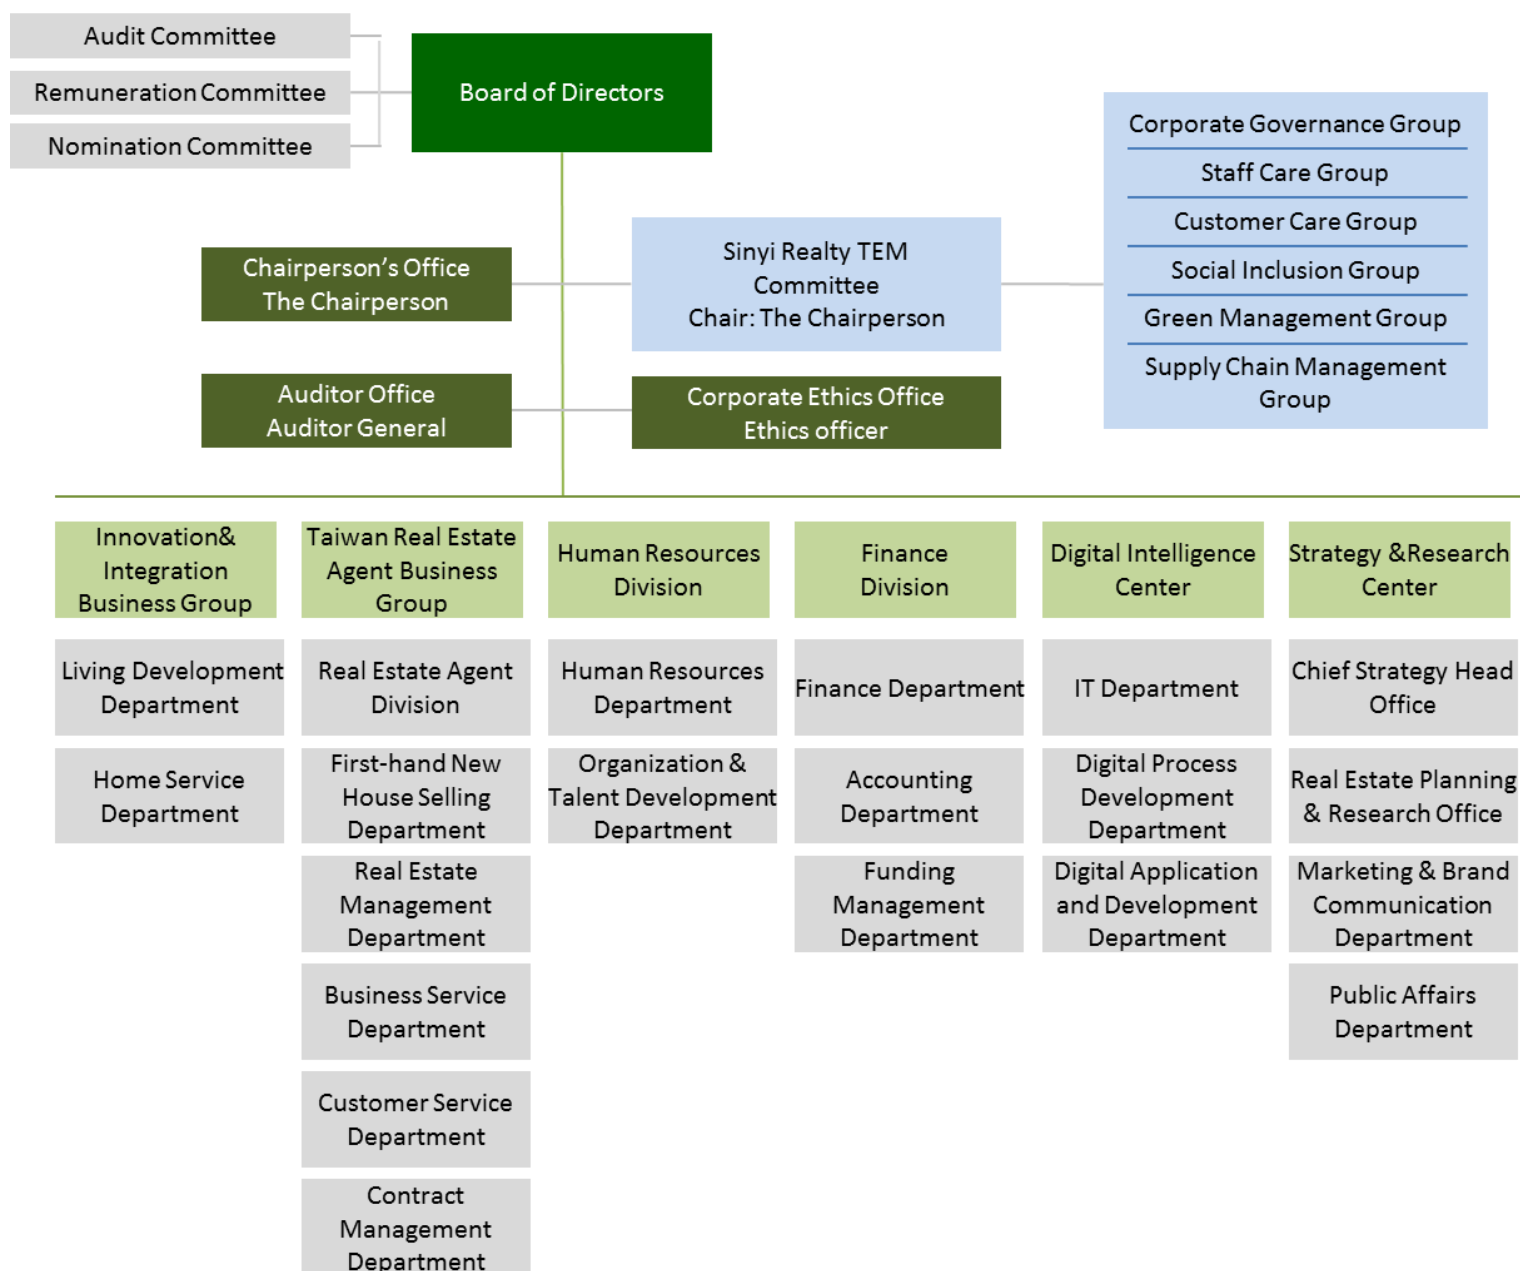 Audit Committee
Remuneration Committee
Nomination Committee
Board of Directors
Corporate Governance Group
Staff Care Group
Customer Care Group
Social Inclusion Group
Green Management Group
Supply Chain Management
Group
Chairperson’s Office
The Chairperson
Sinyi Realty TEM
Committee
Chair: The Chairperson
Auditor Office
Auditor General
Corporate Ethics Office
Ethics officer
Innovation&
Integration
Business Group
Living Development
Department
Home Service
Department
Taiwan Real Estate
Agent Business
Group
Real Estate Agent
Division
First-hand New
House Selling
Department
Real Estate
Management
Department
Business Service
Department
Customer Service
Department
Contract
Management
Department
Human Resources
Division
Human Resources
Department
Organization &
Talent Development
Department
Finance
Division
Finance Department
Accounting
Department
Funding
Management
Department
Digital Intelligence
Center
IT Department
Digital Process
Development
Department
Digital Application
and Development
Department
Strategy &Research
Center
Chief Strategy Head
Office
Real Estate Planning
& Research Office
Marketing & Brand
Communication
Department
Public Affairs
Department